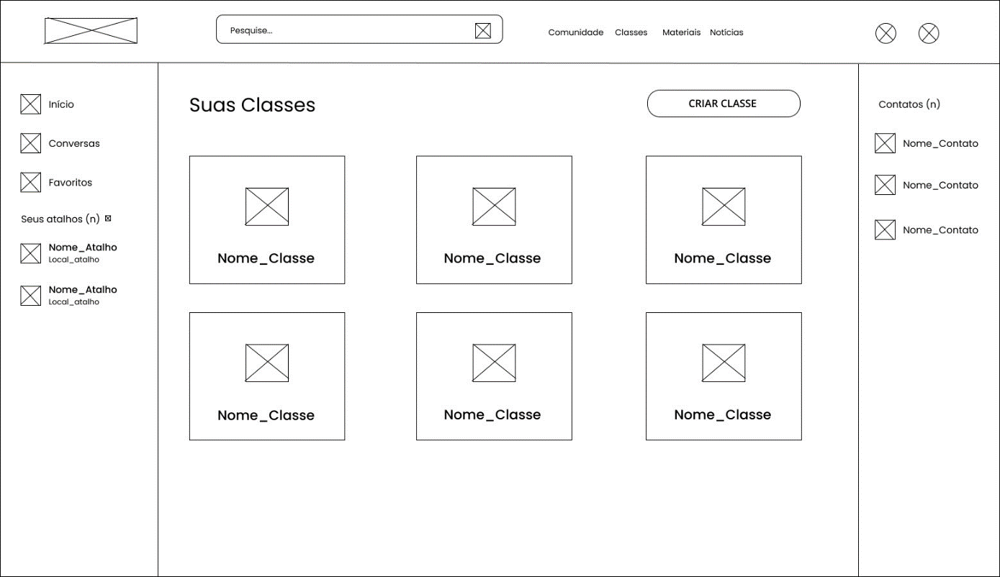 Pesquise...
Comunidade
Classes
Materiais
Notícias
Início
Conversas
Favoritos
Seus atalhos (n)
Nome_Atalho
Local_atalho
Nome_Atalho
Local_atalho
Suas Classes
CRIAR CLASSE
Nome_Classe
Nome_Classe
Nome_Classe
Nome_Classe
Nome_Classe
Nome_Classe
Contatos (n)
Nome_Contato
Nome_Contato
Nome_Contato